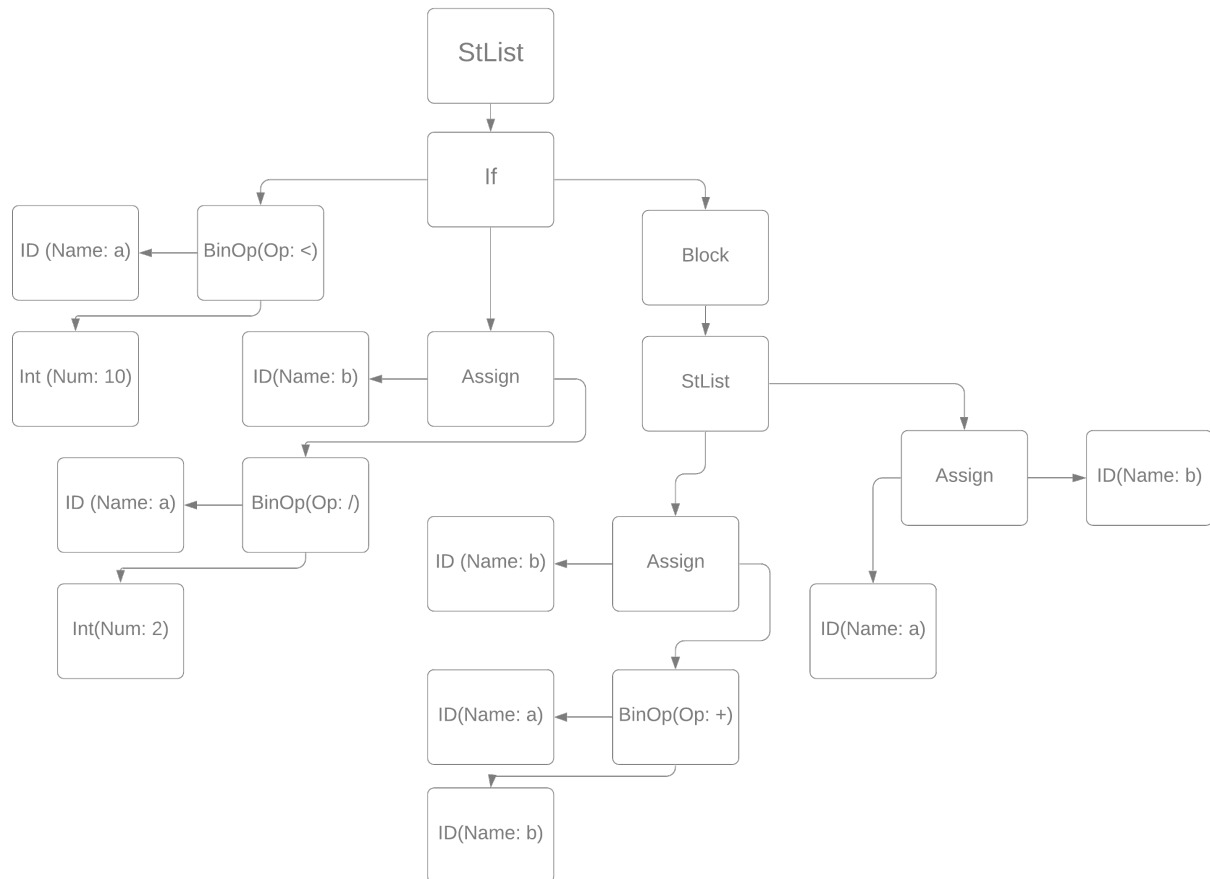 StList
If
ID (Name: a)
BinOp(Op: <)
Block
Int (Num: 10)
ID(Name: b)
Assign
StList
ID (Name: a)
BinOp(Op: /)
Assign
ID(Name: b)
ID (Name: b)
Assign
Int(Num: 2)
ID(Name: a)
ID(Name: a)
BinOp(Op: +)
ID(Name: b)